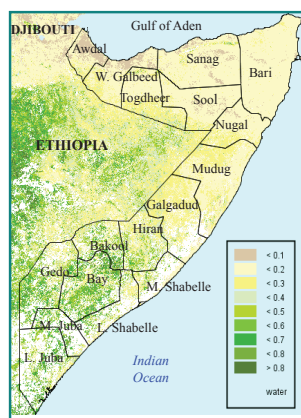 Gulf of Aden
DJIBOUTI
Awdal
Sanag
W. Galbeed
Bari
Togdheer
Sool
Nugal
ETHIOPIA
Mudug
Galgadud
Hiran
Bakool
Gedo
Bay
M. Shabelle
M. Juba
L. Shabelle
L. Juba
Indian
Ocean
< 0.1
< 0.2
< 0.3
< 0.4
< 0.5
< 0.6
< 0.7
< 0.8
> 0.8
water